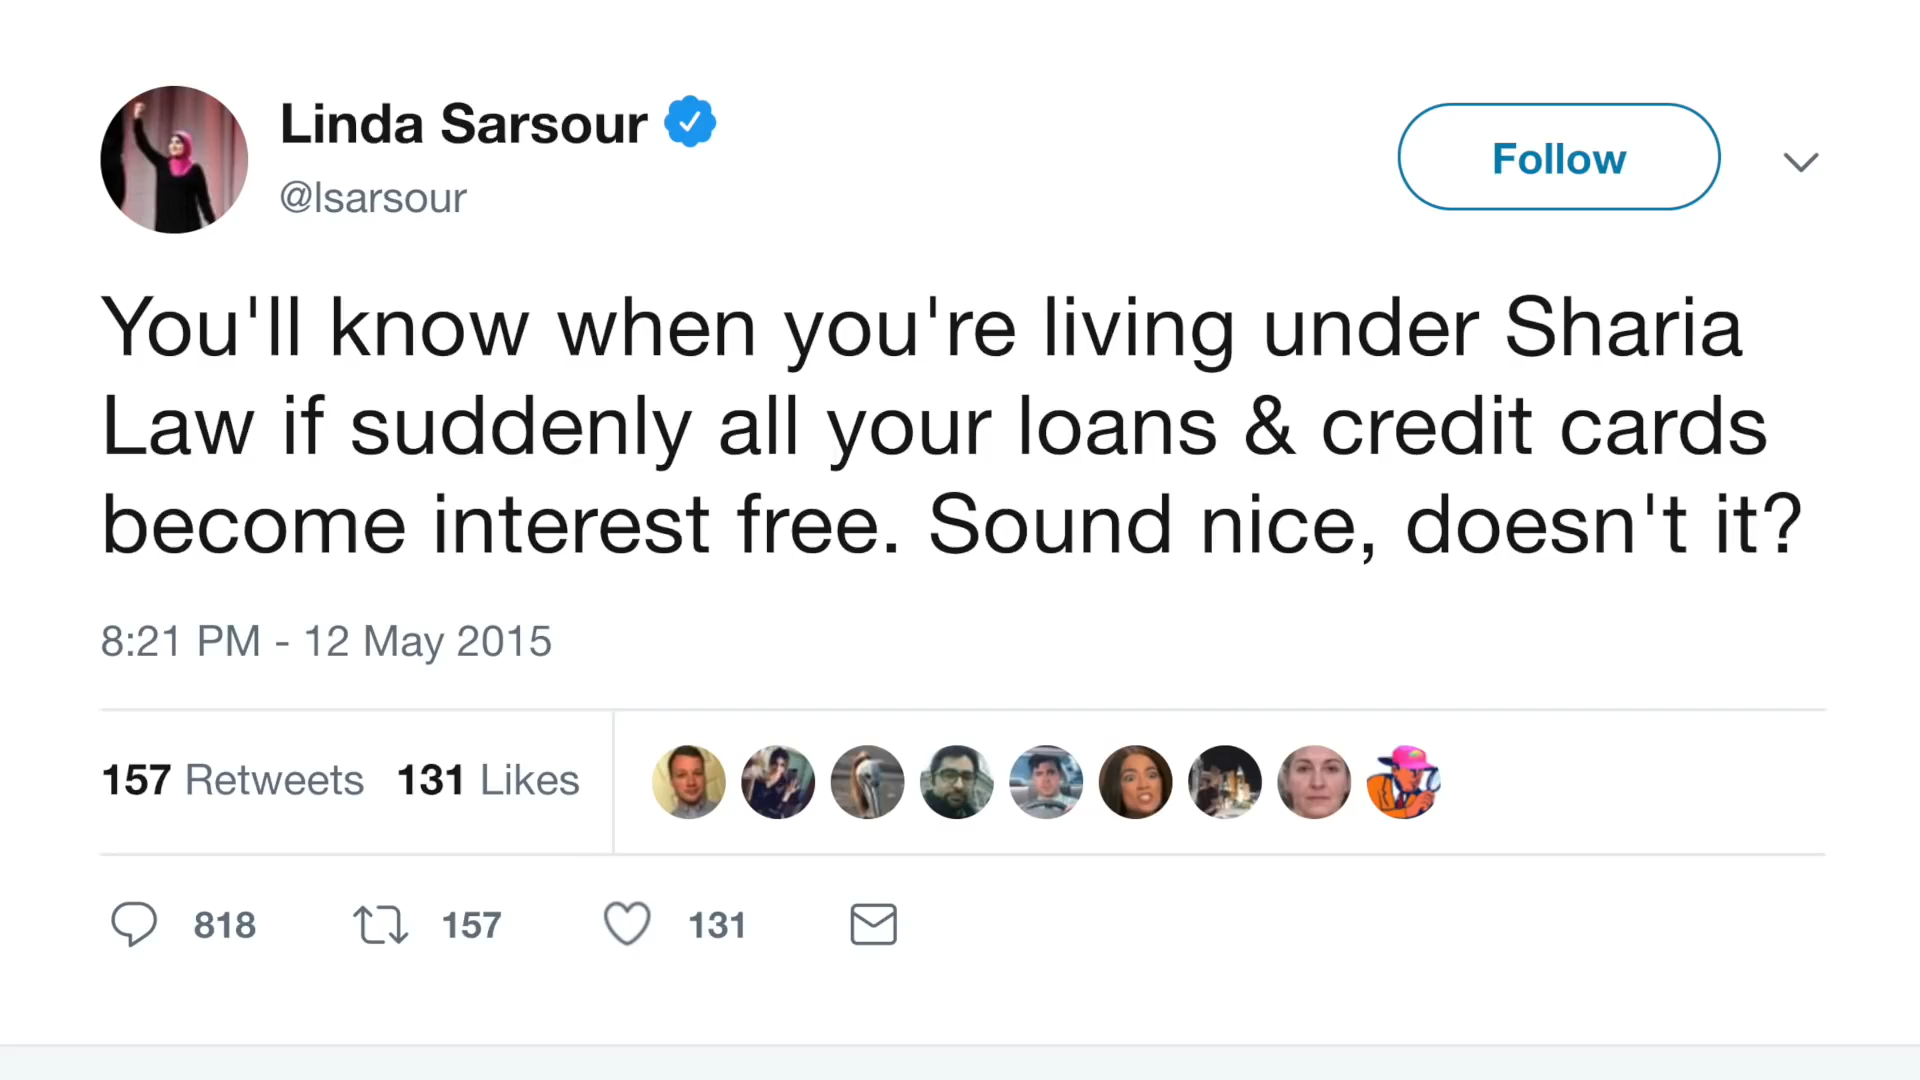 Linda Sarsour
@lsarsour
Follow
You'll know when you're living under Sharia
Law if suddenly all your loans & credit cards
become interest free. Sound nice, doesn't it?
8:21 PM - 12 May 2015
157 Retweets 131 Likes
818 157 131